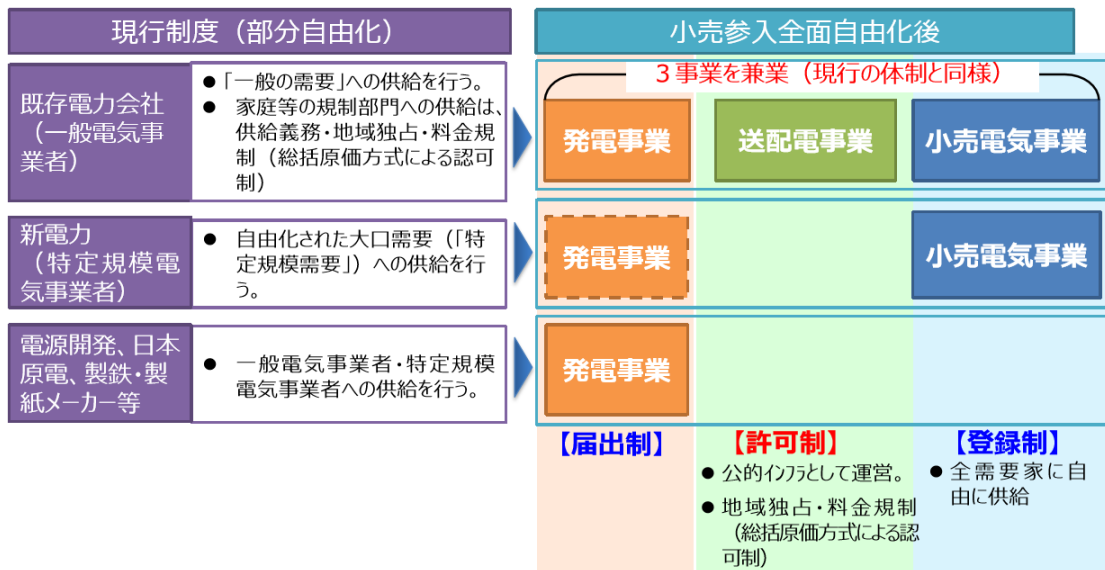 現行制度（部分自由化）
小売参入全面自由化後
既存電力会社
（一般電気事
業者）
●「一般の需要」への供給を行う。
● 家庭等の規制部門への供給は、
供給義務・地域独占・料金規
制（総括原価方式による認可
制）
３事業を兼業（現行の体制と同様）
発電事業
送配電事業
小売電気事業
新電力
（特定規模電
気事業者）
● 自由化された大口需要（「特
定規模需要」）への供給を行
う。
発電事業
小売電気事業
電源開発、日本
原電、製鉄・製
紙メーカー等
● 一般電気事業者・特定規模
電気事業者への供給を行う。
発電事業
【届出制】
【許可制】
● 公的インフラとして運営。
● 地域独占・料金規制
（総括原価方式による認
可制）
【登録制】
● 全需要家に自
由に供給